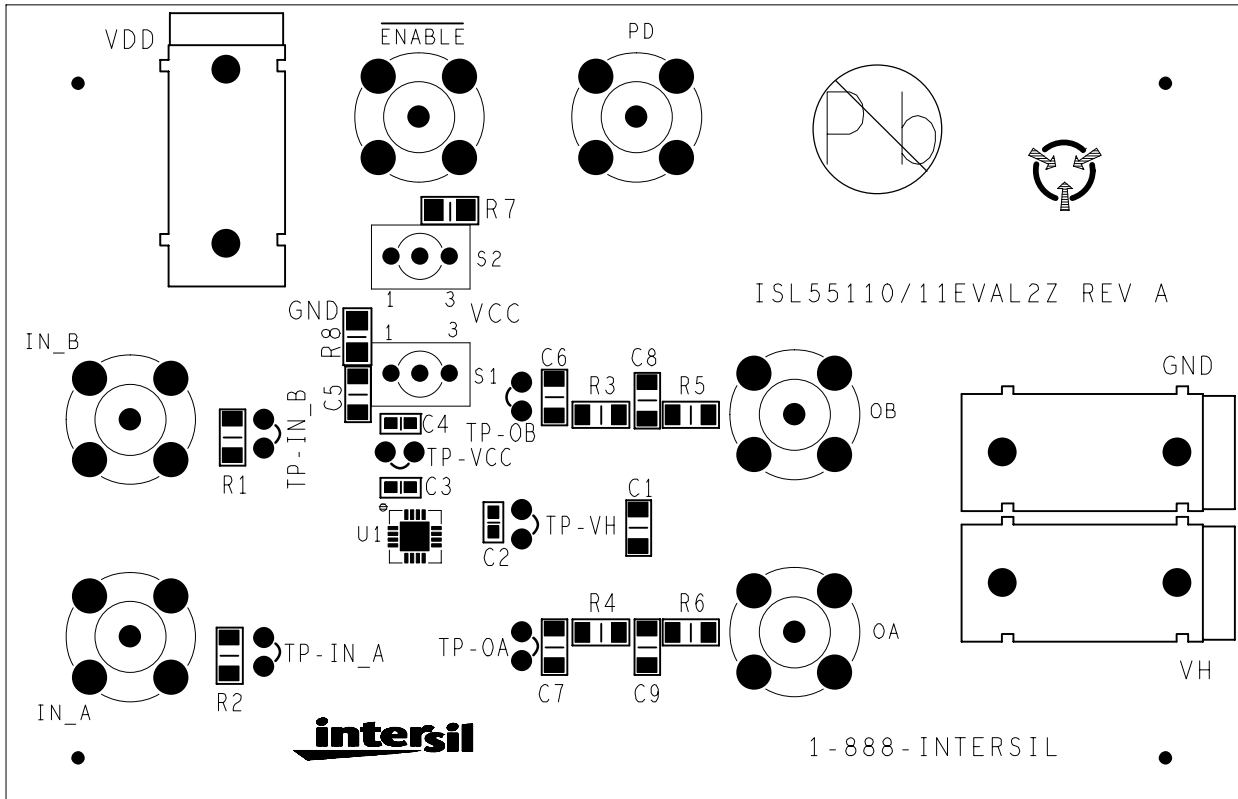 VDD
ENABLE
PD
Pb
R7
S2
1 3
GND
VCC
ISL55110/11EVAL2Z REV A
R8
1 3
S1
C5
IN_B
R1
TP-IN_B
C4
TP-VCC
C3
U1
C6
R3
C8
R5
TP-OB
OB
GND
C2
TP-VH
C1
R4
R6
TP-OA
C7
C9
OA
VH
TP-IN_A
R2
IN_A
intersil
1-888-INTERSIL